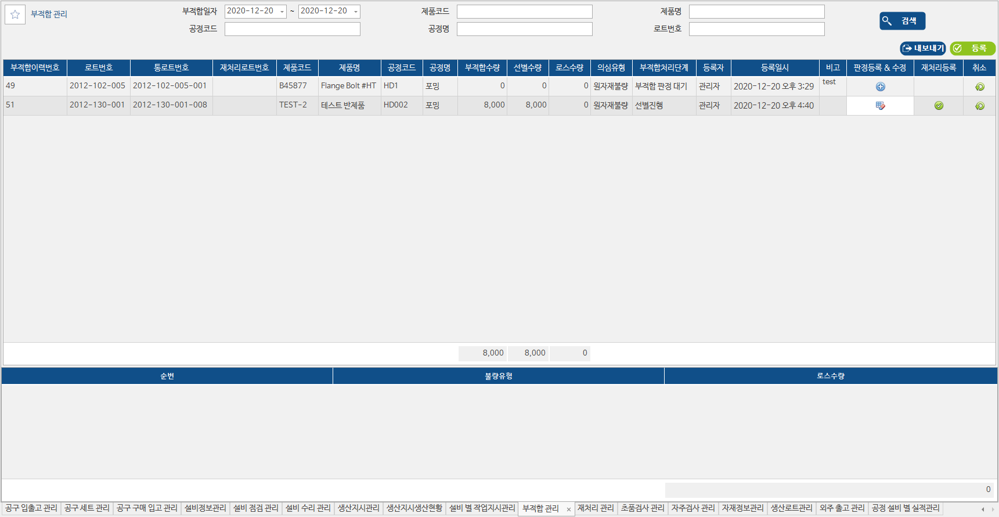 부적합 관리
부적합일자 2020-12-20 ~ 2020-12-20 제품코드 제품명
공정코드 공정명 로트번호
검색
내보내기 등록
부적합이력번호 로트번호 통로트번호 재처리로트번호 제품코드 제품명 공정코드 공정명 부적합수량 선별수량 로스수량 의심유형 부적합처리단계 등록자 등록일시 비고 판정등록 & 수정 재처리등록 취소
49 2012-102-005 2012-102-005-001 B45877 Flange Bolt #HT HD1 포밍 0 0 0 원자재불량 부적합 판정 대기 관리자 2020-12-20 오후 3:29 test
51 2012-130-001 2012-130-001-008 TEST-2 테스트 반제품 HD002 포밍 8,000 8,000 0 원자재불량 선별진행 관리자 2020-12-20 오후 4:40
8,000 8,000 0
순번 불량유형 로스수량
0
공구 입출고 관리 공구 세트 관리 공구 구매 입고 관리 설비정보관리 설비 점검 관리 설비 수리 관리 생산지시관리 생산지시생산현황 설비 별 작업지시관리 부적합 관리 × 재처리 관리 초품검사 관리 자주검사 관리 자재정보관리 생산로트관리 외주 출고 관리 공정 설비 별 실적관리